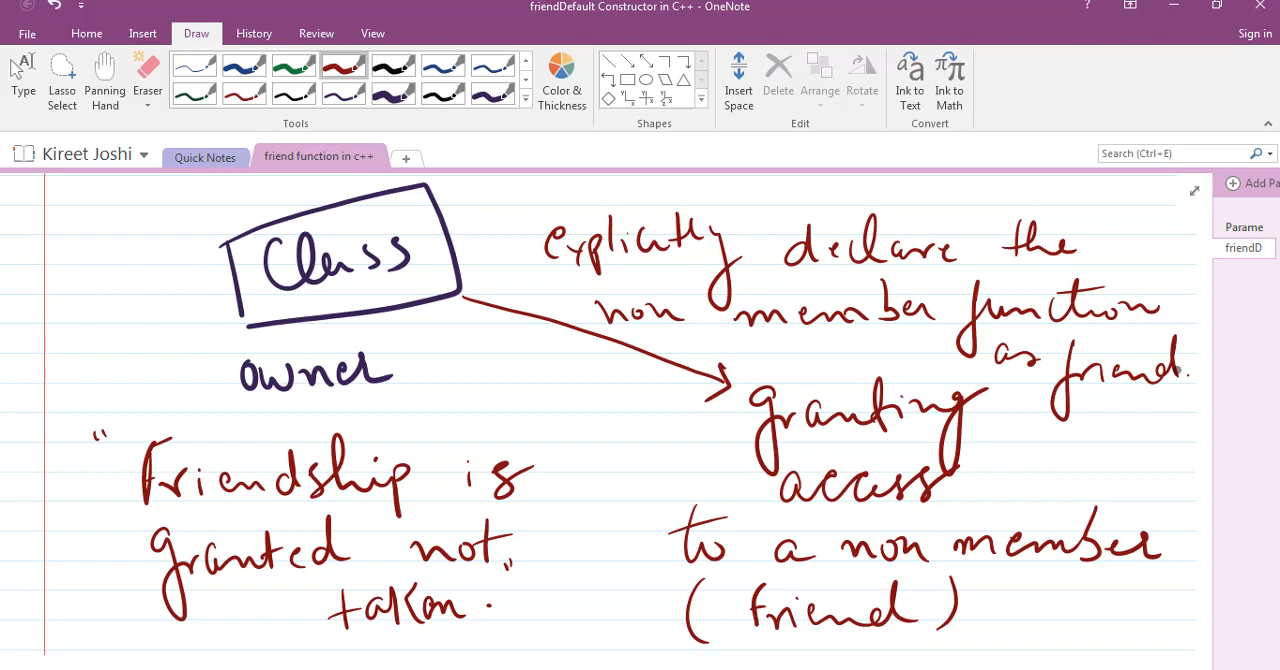 friendDefault Constructor in C++ - OneNote
?
File
Home
Insert
Draw
History
Review
View
Sign in
Type
Lasso
Select
Panning
Hand
Eraser
Color &
Thickness
Insert
Space
Delete
Arrange
Rotate
Ink to
Text
Ink to
Math
Tools
Shapes
Edit
Convert
Kireet Joshi
Quick Notes
friend function in c++
Search (Ctrl+E)
Add Pa
Parame
friendD
Class
owner
explicitly declare the
non member function
as friend.
granting
access
to a non member
(friend)
"Friendship is
granted not"
taken.